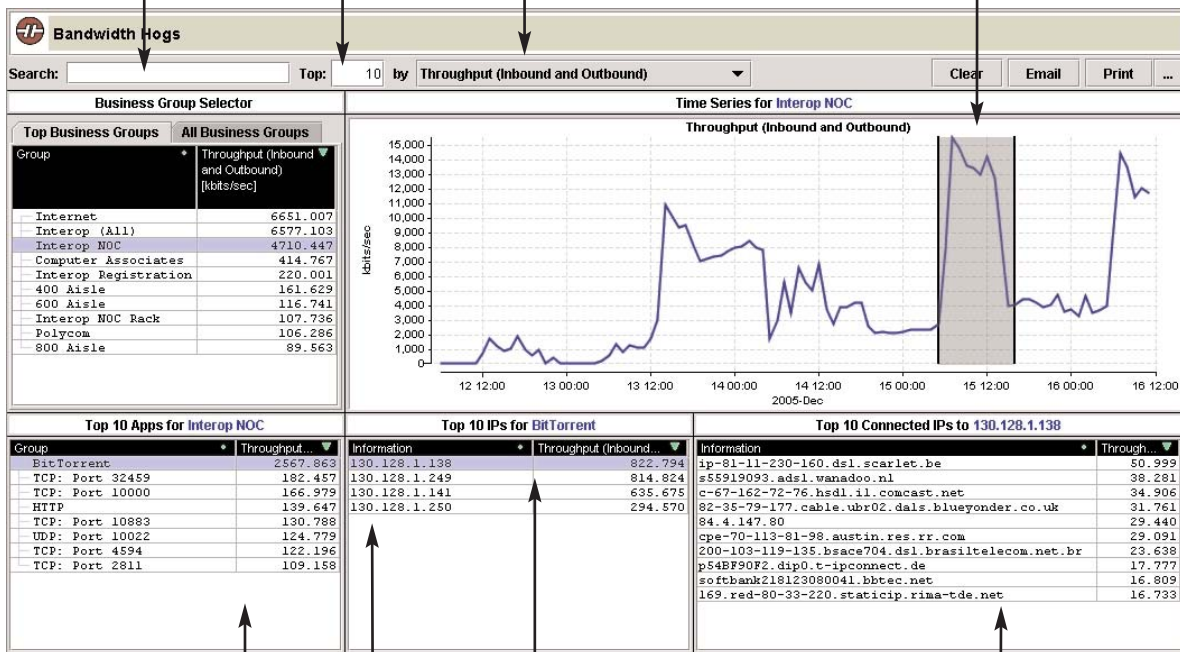 Bandwidth Hogs
Search: Top: 10 by Throughput (Inbound and Outbound) Clear Email Print ...
Business Group Selector
Top Business Groups All Business Groups
Group Throughput (Inbound and Outbound) [kbits/sec]
Internet 6651.007
Interop (All) 6577.103
Interop NOC 4710.447
Computer Associates 414.767
Interop Registration 220.001
400 Aisle 161.629
600 Aisle 116.741
Interop NOC Rack 107.736
Polycom 106.286
800 Aisle 89.563
Time Series for Interop NOC
Throughput (Inbound and Outbound)
kbits/sec
15,000
14,000
13,000
12,000
11,000
10,000
9,000
8,000
7,000
6,000
5,000
4,000
3,000
2,000
1,000
0
12 12:00 13 00:00 13 12:00 14 00:00 14 12:00 15 00:00 15 12:00 16 00:00 16 12:00
2005-Dec
Top 10 Apps for Interop NOC
Group Throughput...
BitTorrent 2567.863
TCP: Port 32459 182.457
TCP: Port 10000 166.979
HTTP 139.647
TCP: Port 10883 130.788
UDP: Port 10022 124.779
TCP: Port 4594 122.196
TCP: Port 2811 109.158
Top 10 IPs for BitTorrent
Information Throughput (Inbound...
130.128.1.138 822.794
130.128.1.249 814.824
130.128.1.141 635.675
130.128.1.250 294.570
Top 10 Connected IPs to 130.128.1.138
Information Through...
ip-81-11-230-160.dsl.scarlet.be 50.999
s55919093.adsl.wanadoo.nl 38.281
c-67-162-72-76.hsd1.il.comcast.net 34.906
82-35-79-177.cable.ubr02.dals.blueyonder.co.uk 31.761
84.4.147.80 29.440
cpe-70-113-81-98.austin.res.rr.com 29.091
200-103-119-135.bsace704.dsl.brasiltelecom.net.br 23.638
p54BF90F2.dip0.t-ipconnect.de 17.777
softbank218123080041.bbtec.net 16.809
169.red-80-33-220.staticip.rima-tde.net 16.733